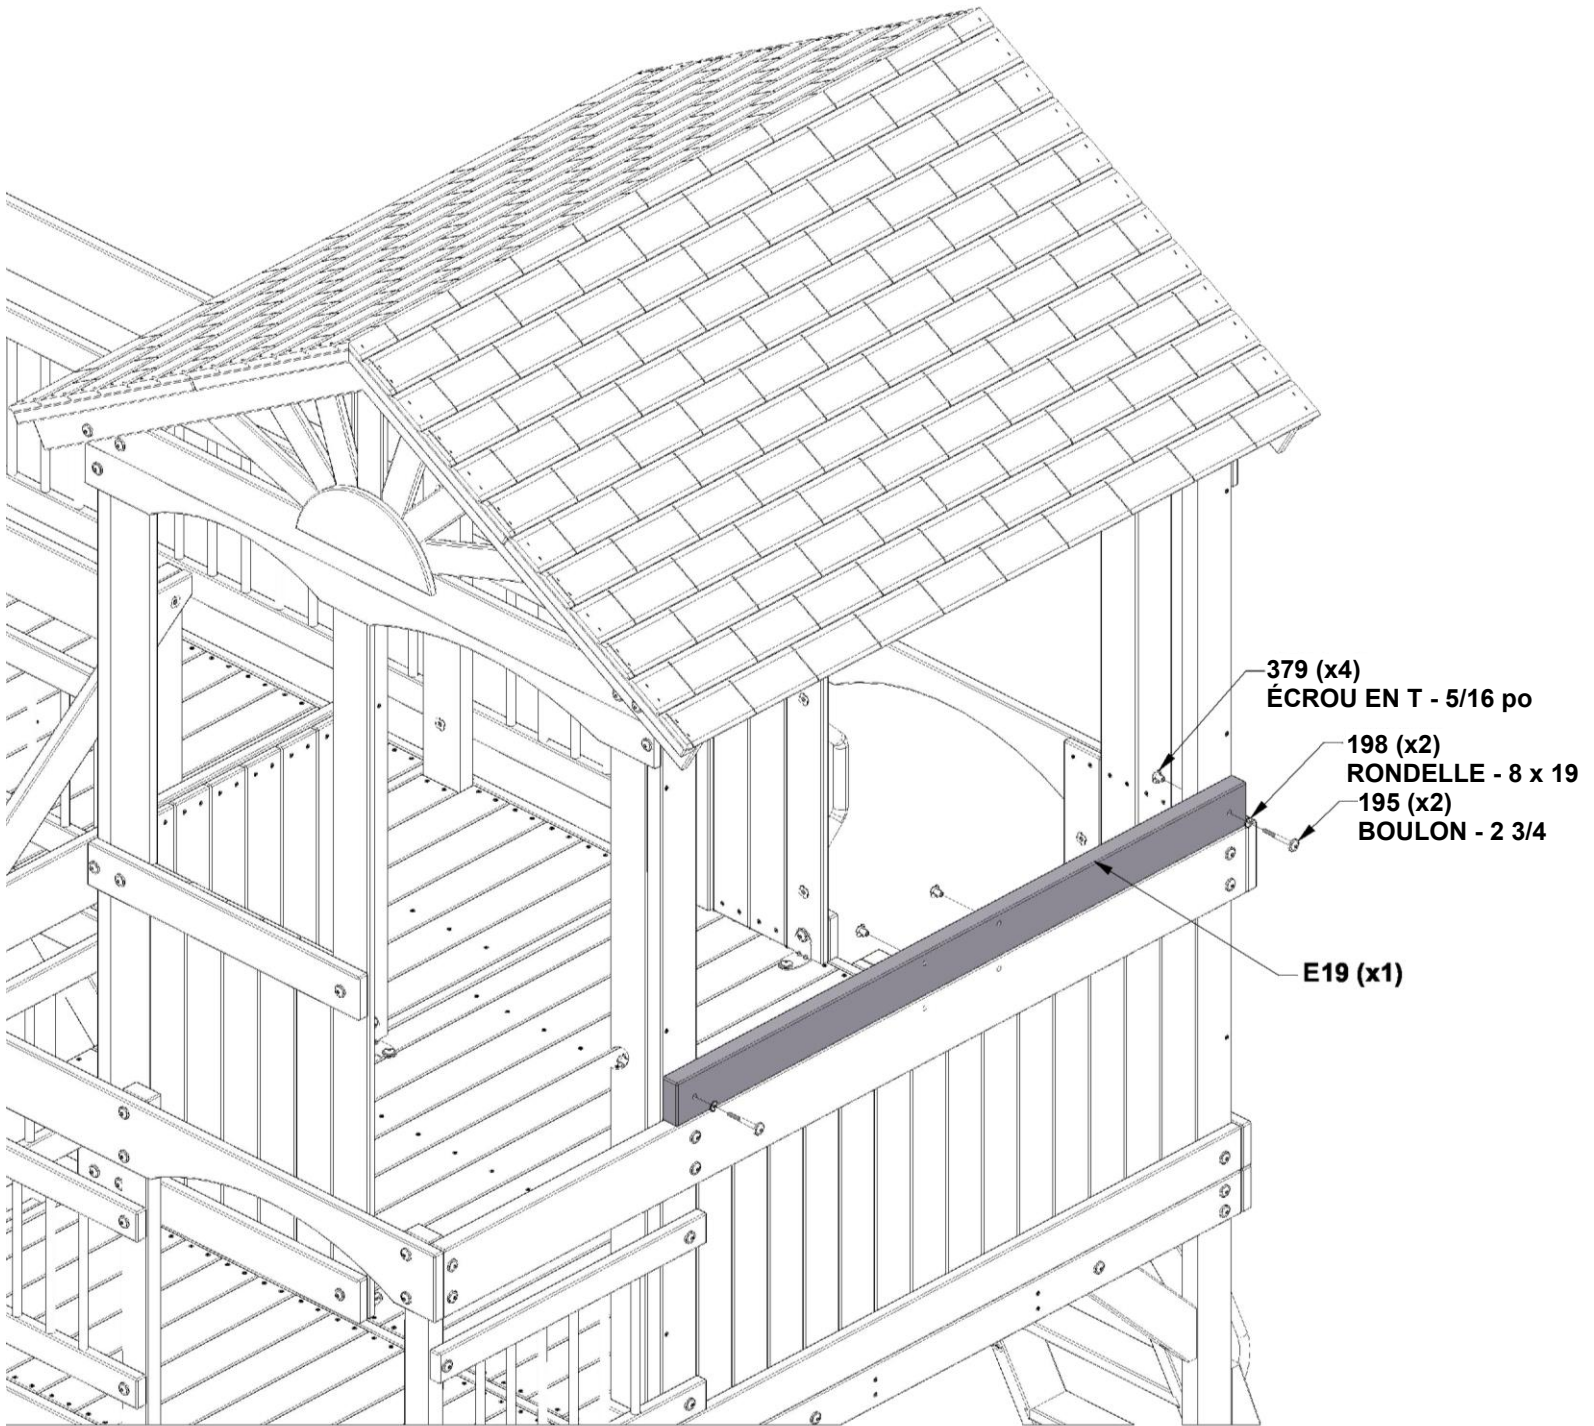 379 (x4)
ÉCROU EN T - 5/16 po
198 (x2)
RONDELLE - 8 x 19
195 (x2)
BOULON - 2 3/4
E19 (x1)